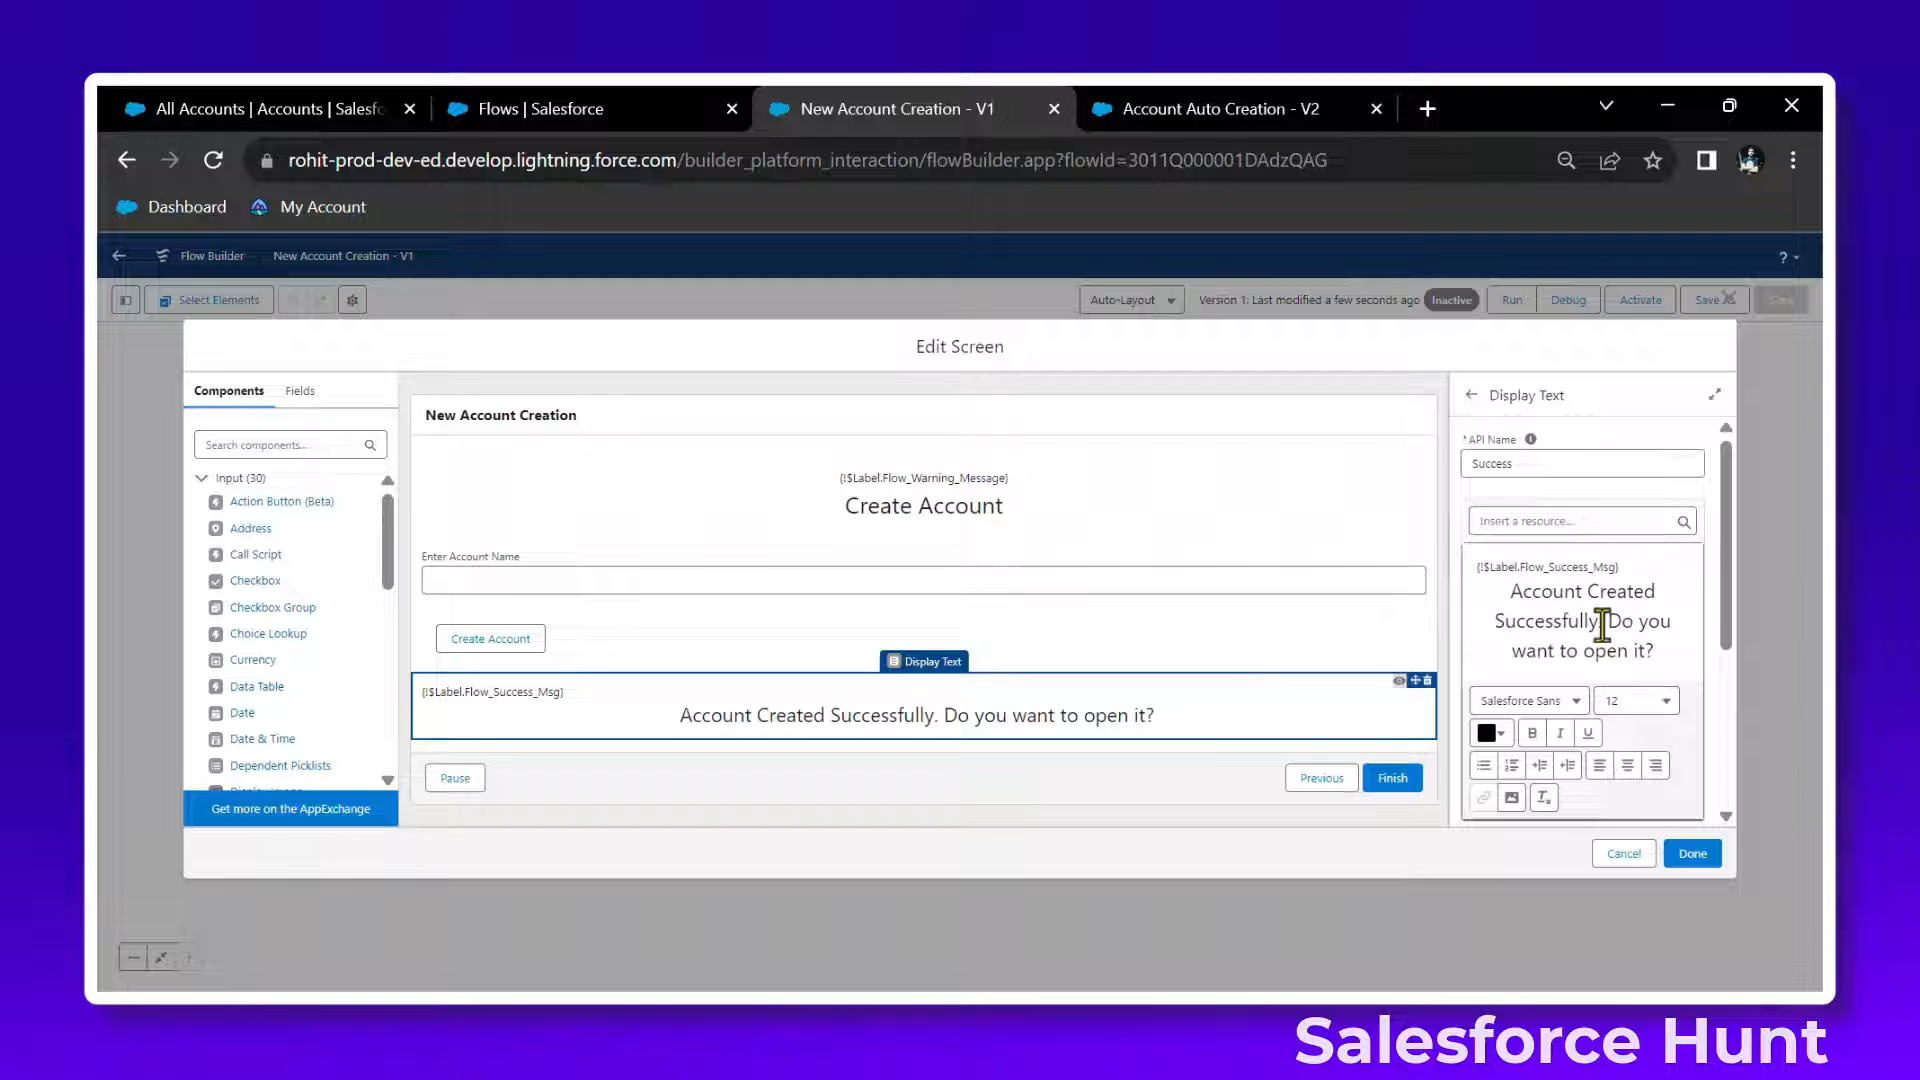 All Accounts | Accounts | Salesfo
Flows | Salesforce
New Account Creation - V1
Account Auto Creation - V2
rohit-prod-dev-ed.develop.lightning.force.com/builder_platform_interaction/flowBuilder.app?flowId=3011Q000001DAdzQAG
Dashboard
My Account
Flow Builder
New Account Creation - V1
?
Select Elements
Auto-Layout
Version 1: Last modified a few seconds ago
Inactive
Run
Debug
Activate
Save As
Edit Screen
Components
Fields
Search components...
Input (30)
Action Button (Beta)
Address
Call Script
Checkbox
Checkbox Group
Choice Lookup
Currency
Data Table
Date
Date & Time
Dependent Picklists
Get more on the AppExchange
New Account Creation
{!$Label.Flow_Warning_Message}
Create Account
Enter Account Name
Create Account
Display Text
{!$Label.Flow_Success_Msg}
Account Created Successfully. Do you want to open it?
Pause
Previous
Finish
Display Text
*API Name
Success
Insert a resource...
{!$Label.Flow_Success_Msg}
Account Created
Successfully. Do you
want to open it?
Salesforce Sans
12
B
I
U
Cancel
Done
Salesforce Hunt